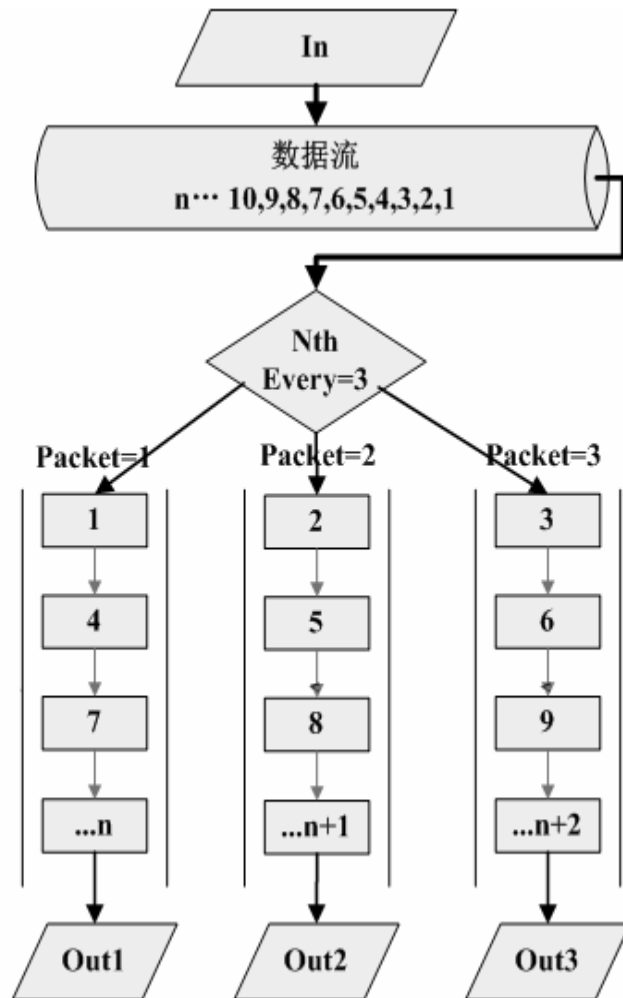 In
数据流
n… 10,9,8,7,6,5,4,3,2,1
Nth
Every=3
Packet=1
Packet=2
Packet=3
1
2
3
4
5
6
7
8
9
...n
...n+1
...n+2
Out1
Out2
Out3